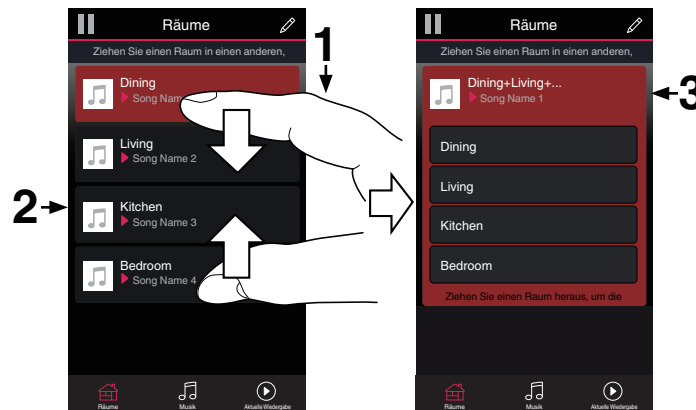 Räume
Ziehen Sie einen Raum in einen anderen,
1
Dining
Song Nam
Living
Song Name 2
2
Kitchen
Song Name 3
Bedroom
Song Name 4
Räume
Musik
Aktuelle Wiedergabe
Räume
Ziehen Sie einen Raum in einen anderen,
Dining+Living+...
Song Name 1
3
Dining
Living
Kitchen
Bedroom
Ziehen Sie einen Raum heraus, um die
Räume
Musik
Aktuelle Wiedergabe